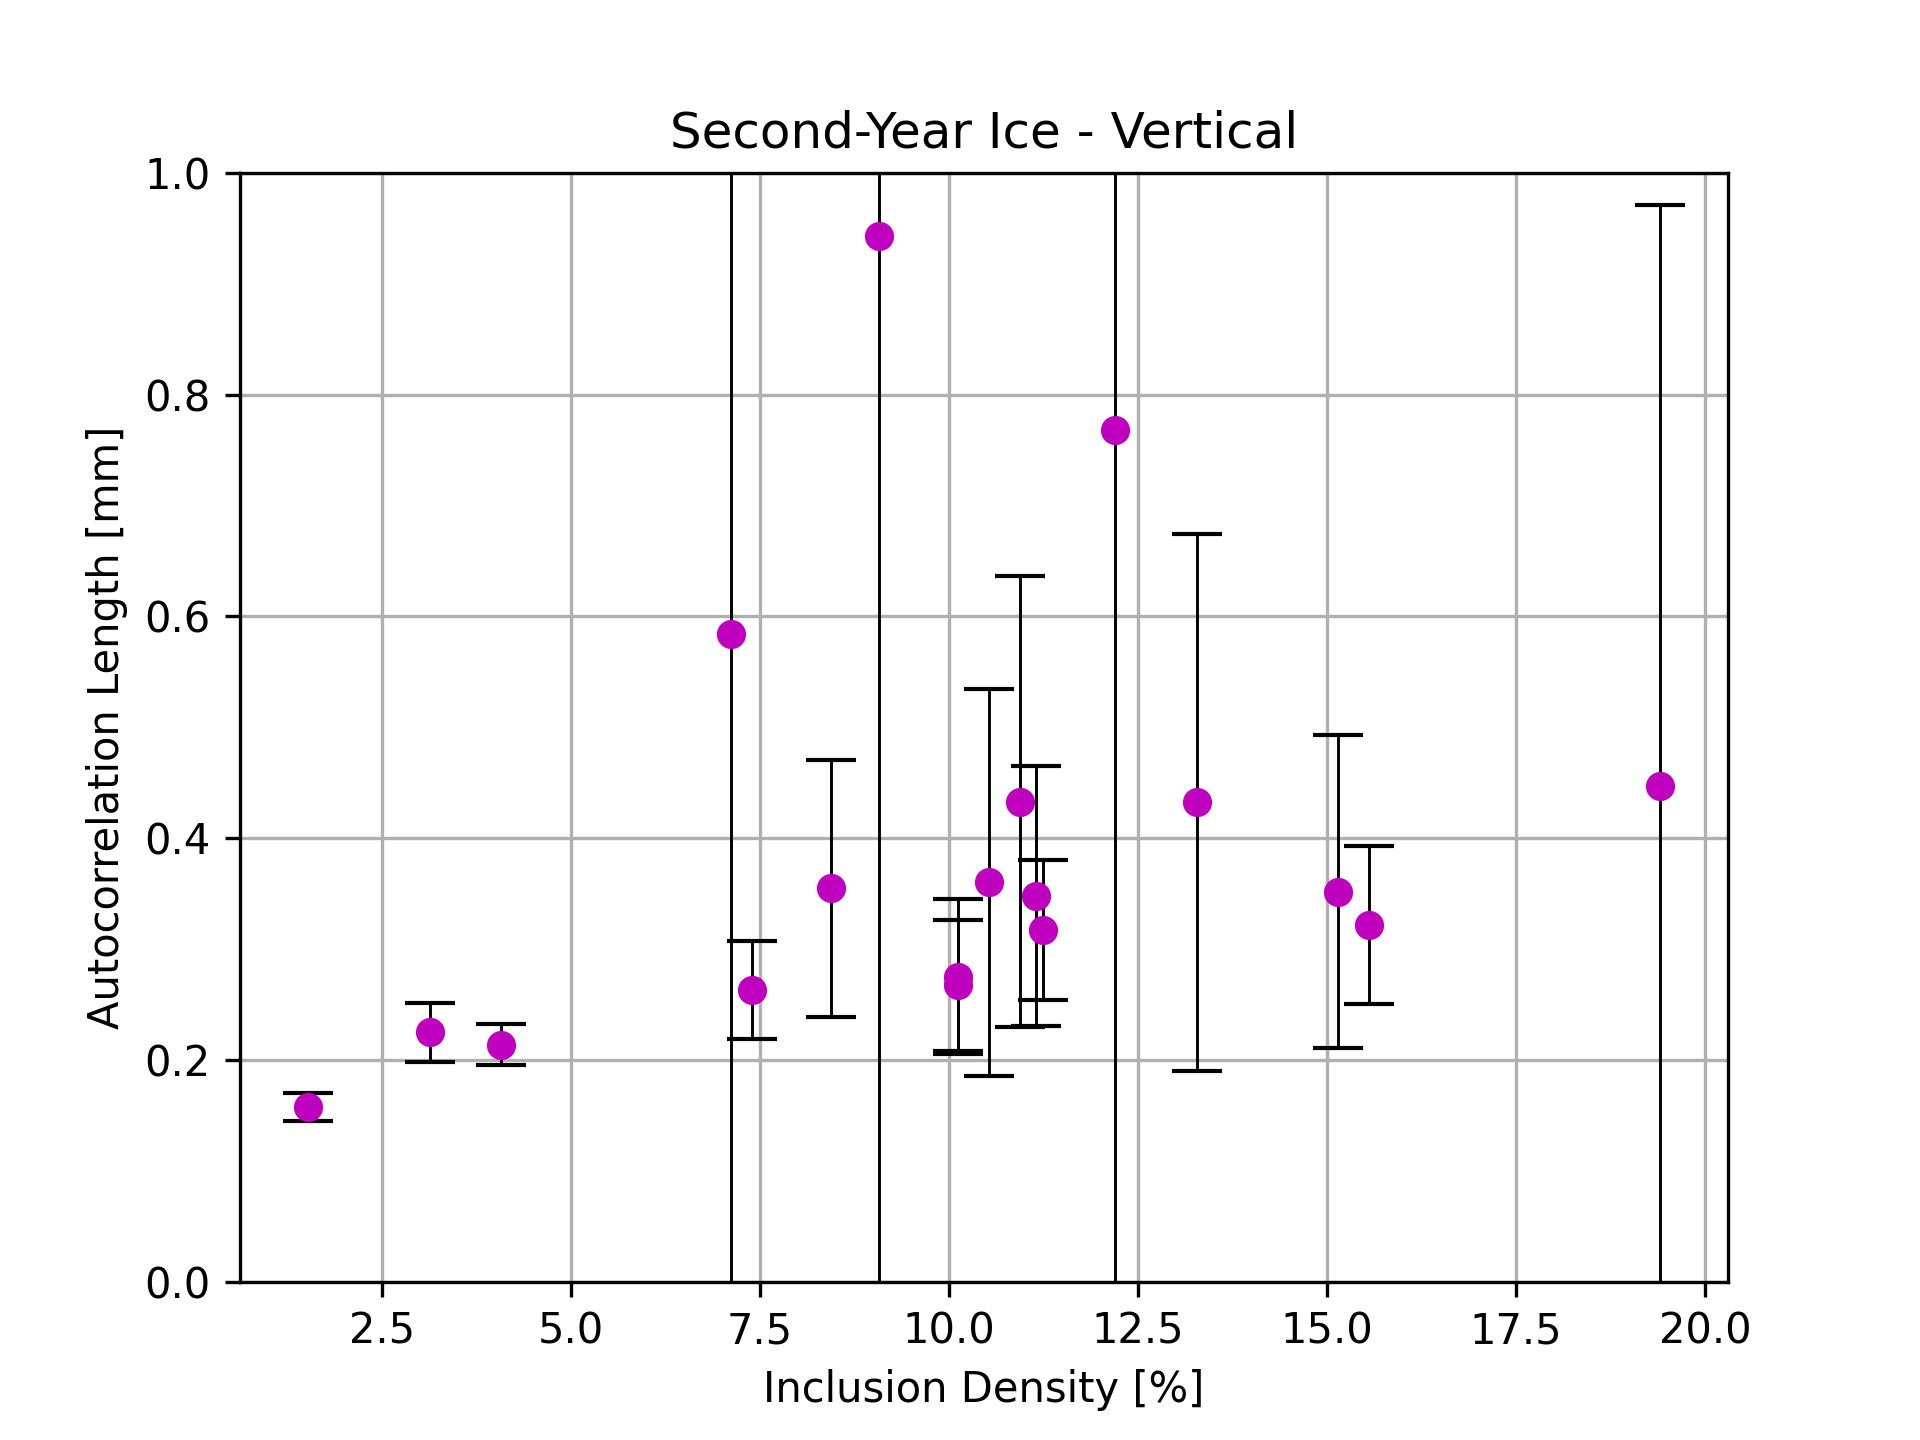 Second-Year Ice - Vertical
1.0
0.8
0.6
0.4
0.2
0.0
Autocorrelation Length [mm]
2.5 5.0 7.5 10.0 12.5 15.0 17.5 20.0
Inclusion Density [%]